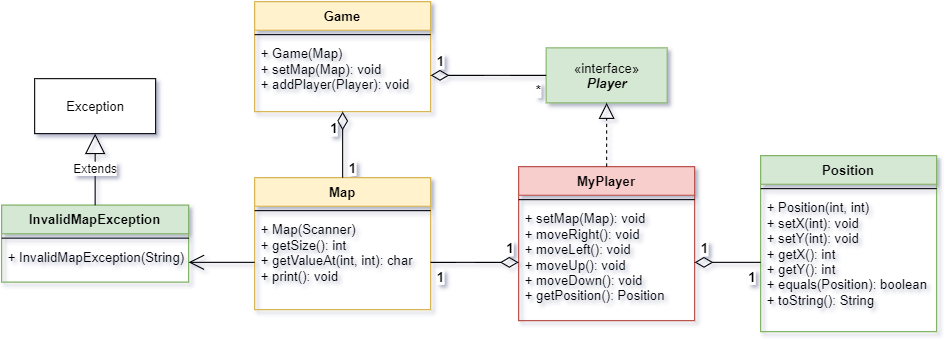 Game
+ Game(Map)
+ setMap(Map): void
+ addPlayer(Player): void
1
*
1
1
«interface»
Player
Exception
Extends
InvalidMapException
+ InvalidMapException(String)
Map
+ Map(Scanner)
+ getSize(): int
+ getValueAt(int, int): char
+ print(): void
1
1
MyPlayer
+ setMap(Map): void
+ moveRight(): void
+ moveLeft(): void
+ moveUp(): void
+ moveDown(): void
+ getPosition(): Position
1
1
Position
+ Position(int, int)
+ setX(int): void
+ setY(int): void
+ getX(): int
+ getY(): int
+ equals(Position): boolean
+ toString(): String